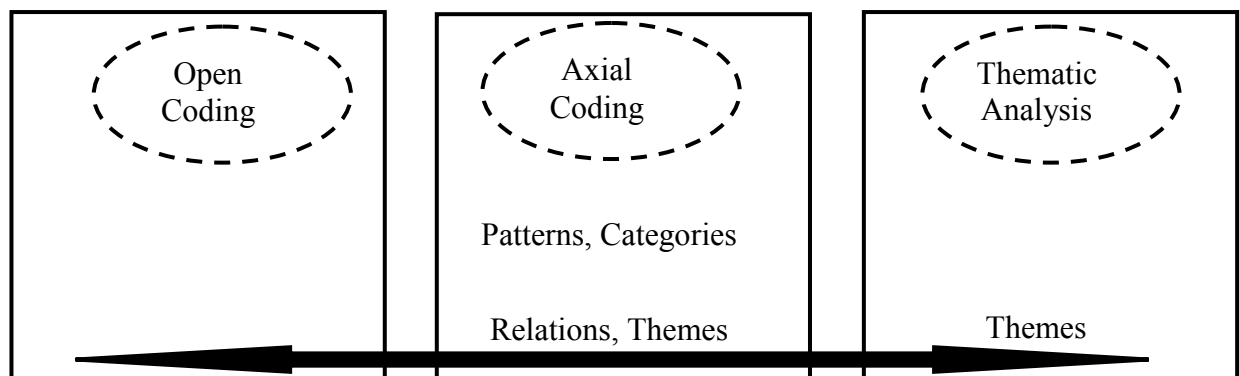 Open
Coding
Axial
Coding
Thematic
Analysis
Patterns, Categories
Relations, Themes
Themes